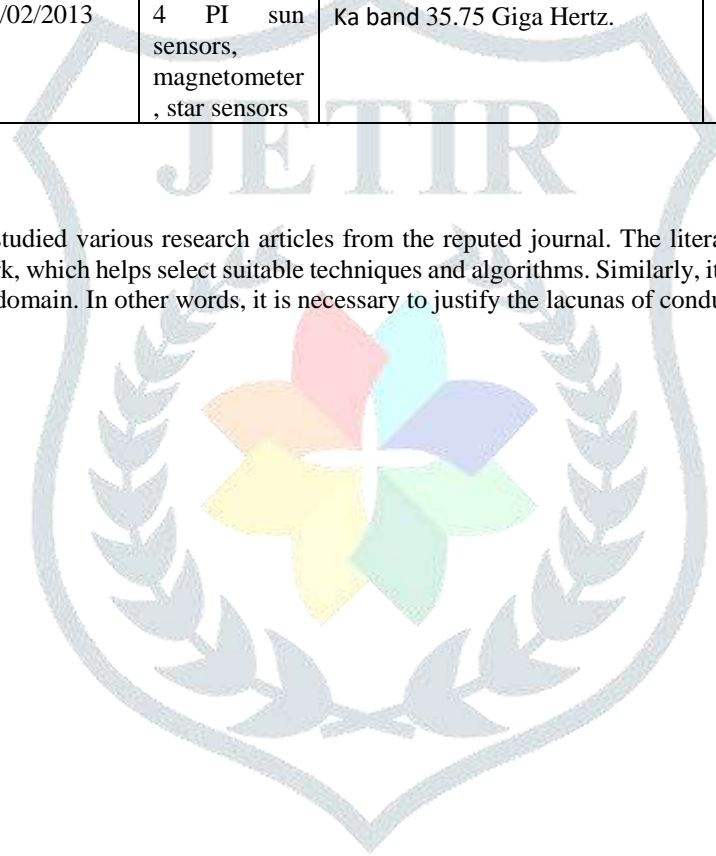 /02/2013
4 PI sun
sensors,
magnetometer
, star sensors
Ka band 35.75 Giga Hertz.
JETIR
studied various research articles from the reputed journal. The litera
k, which helps select suitable techniques and algorithms. Similarly, it
domain. In other words, it is necessary to justify the lacunas of condu